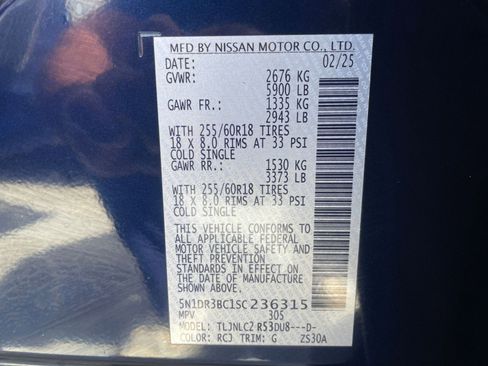 MFD BY NISSAN MOTOR CO., LTD.
DATE: 02/25
GVWR: 2676 KG
5900 LB
GAWR FR.: 1335 KG
2943 LB
WITH 255/60R18 TIRES
18 X 8.0 RIMS AT 33 PSI
COLD SINGLE
GAWR RR.: 1530 KG
3373 LB
WITH 255/60R18 TIRES
18 X 8.0 RIMS AT 33 PSI
COLD SINGLE
THIS VEHICLE CONFORMS TO
ALL APPLICABLE FEDERAL
MOTOR VEHICLE SAFETY AND
THEFT PREVENTION
STANDARDS IN EFFECT ON
THE DATE OF MANUFACTURE
SHOWN ABOVE.
5N1DR3BC1SC236315
MPV 305
MODEL: TLJNLC2 R53DU8---D-
COLOR: RCJ TRIM: G ZS30A